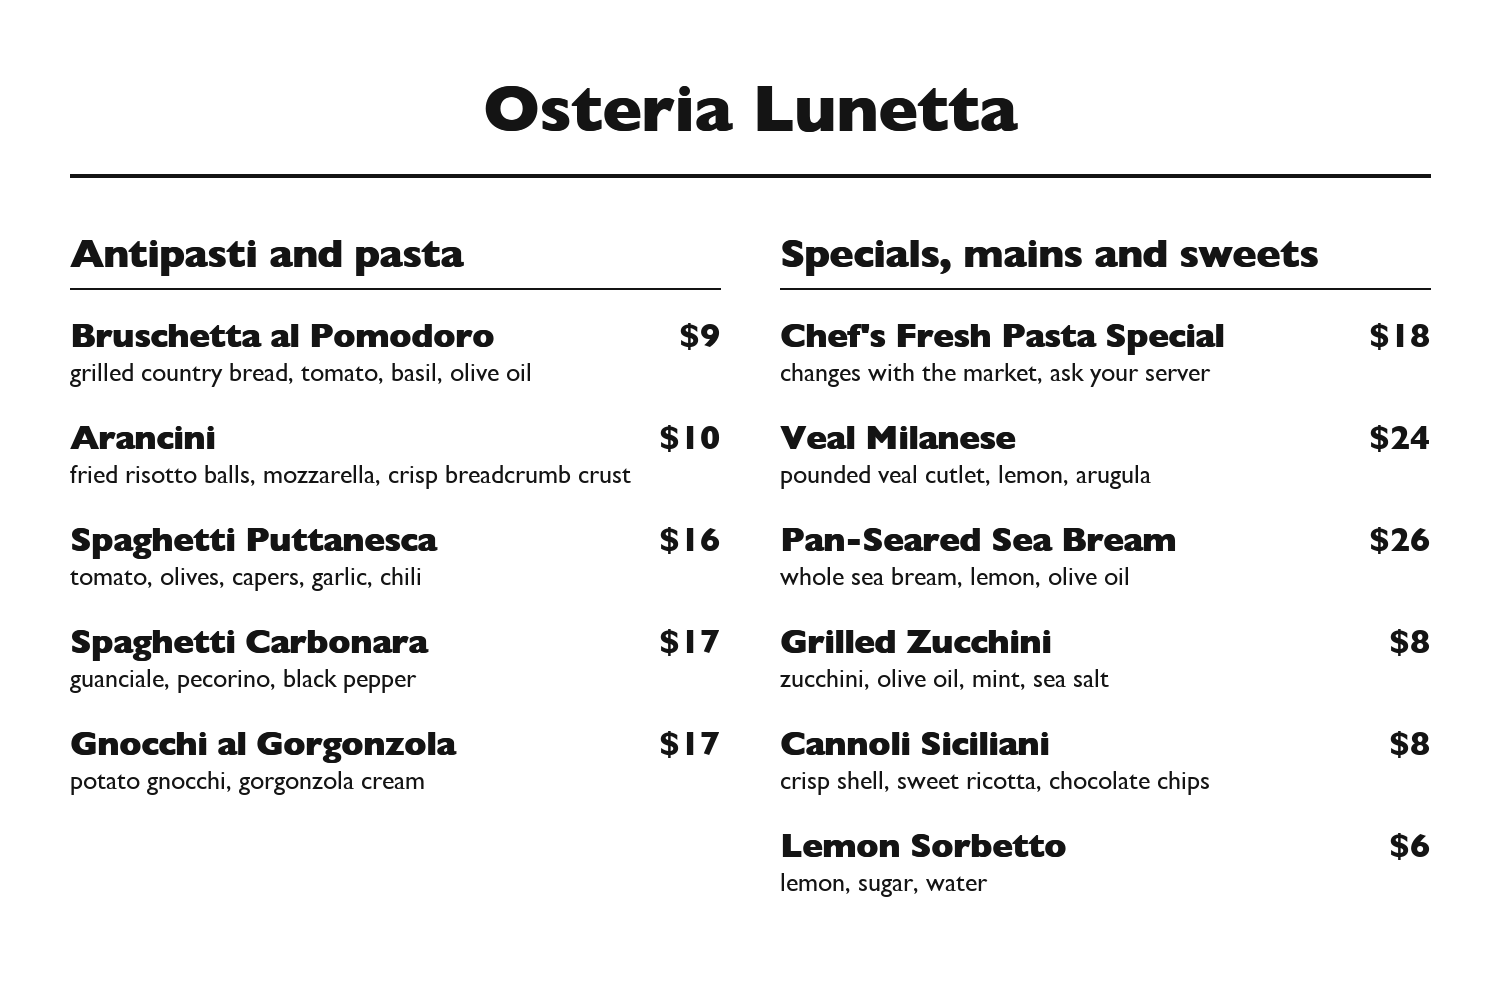 Osteria Lunetta
Antipasti and pasta
Bruschetta al Pomodoro $9
grilled country bread, tomato, basil, olive oil
Arancini $10
fried risotto balls, mozzarella, crisp breadcrumb crust
Spaghetti Puttanesca $16
tomato, olives, capers, garlic, chili
Spaghetti Carbonara $17
guanciale, pecorino, black pepper
Gnocchi al Gorgonzola $17
potato gnocchi, gorgonzola cream
Specials, mains and sweets
Chef's Fresh Pasta Special $18
changes with the market, ask your server
Veal Milanese $24
pounded veal cutlet, lemon, arugula
Pan-Seared Sea Bream $26
whole sea bream, lemon, olive oil
Grilled Zucchini $8
zucchini, olive oil, mint, sea salt
Cannoli Siciliani $8
crisp shell, sweet ricotta, chocolate chips
Lemon Sorbetto $6
lemon, sugar, water